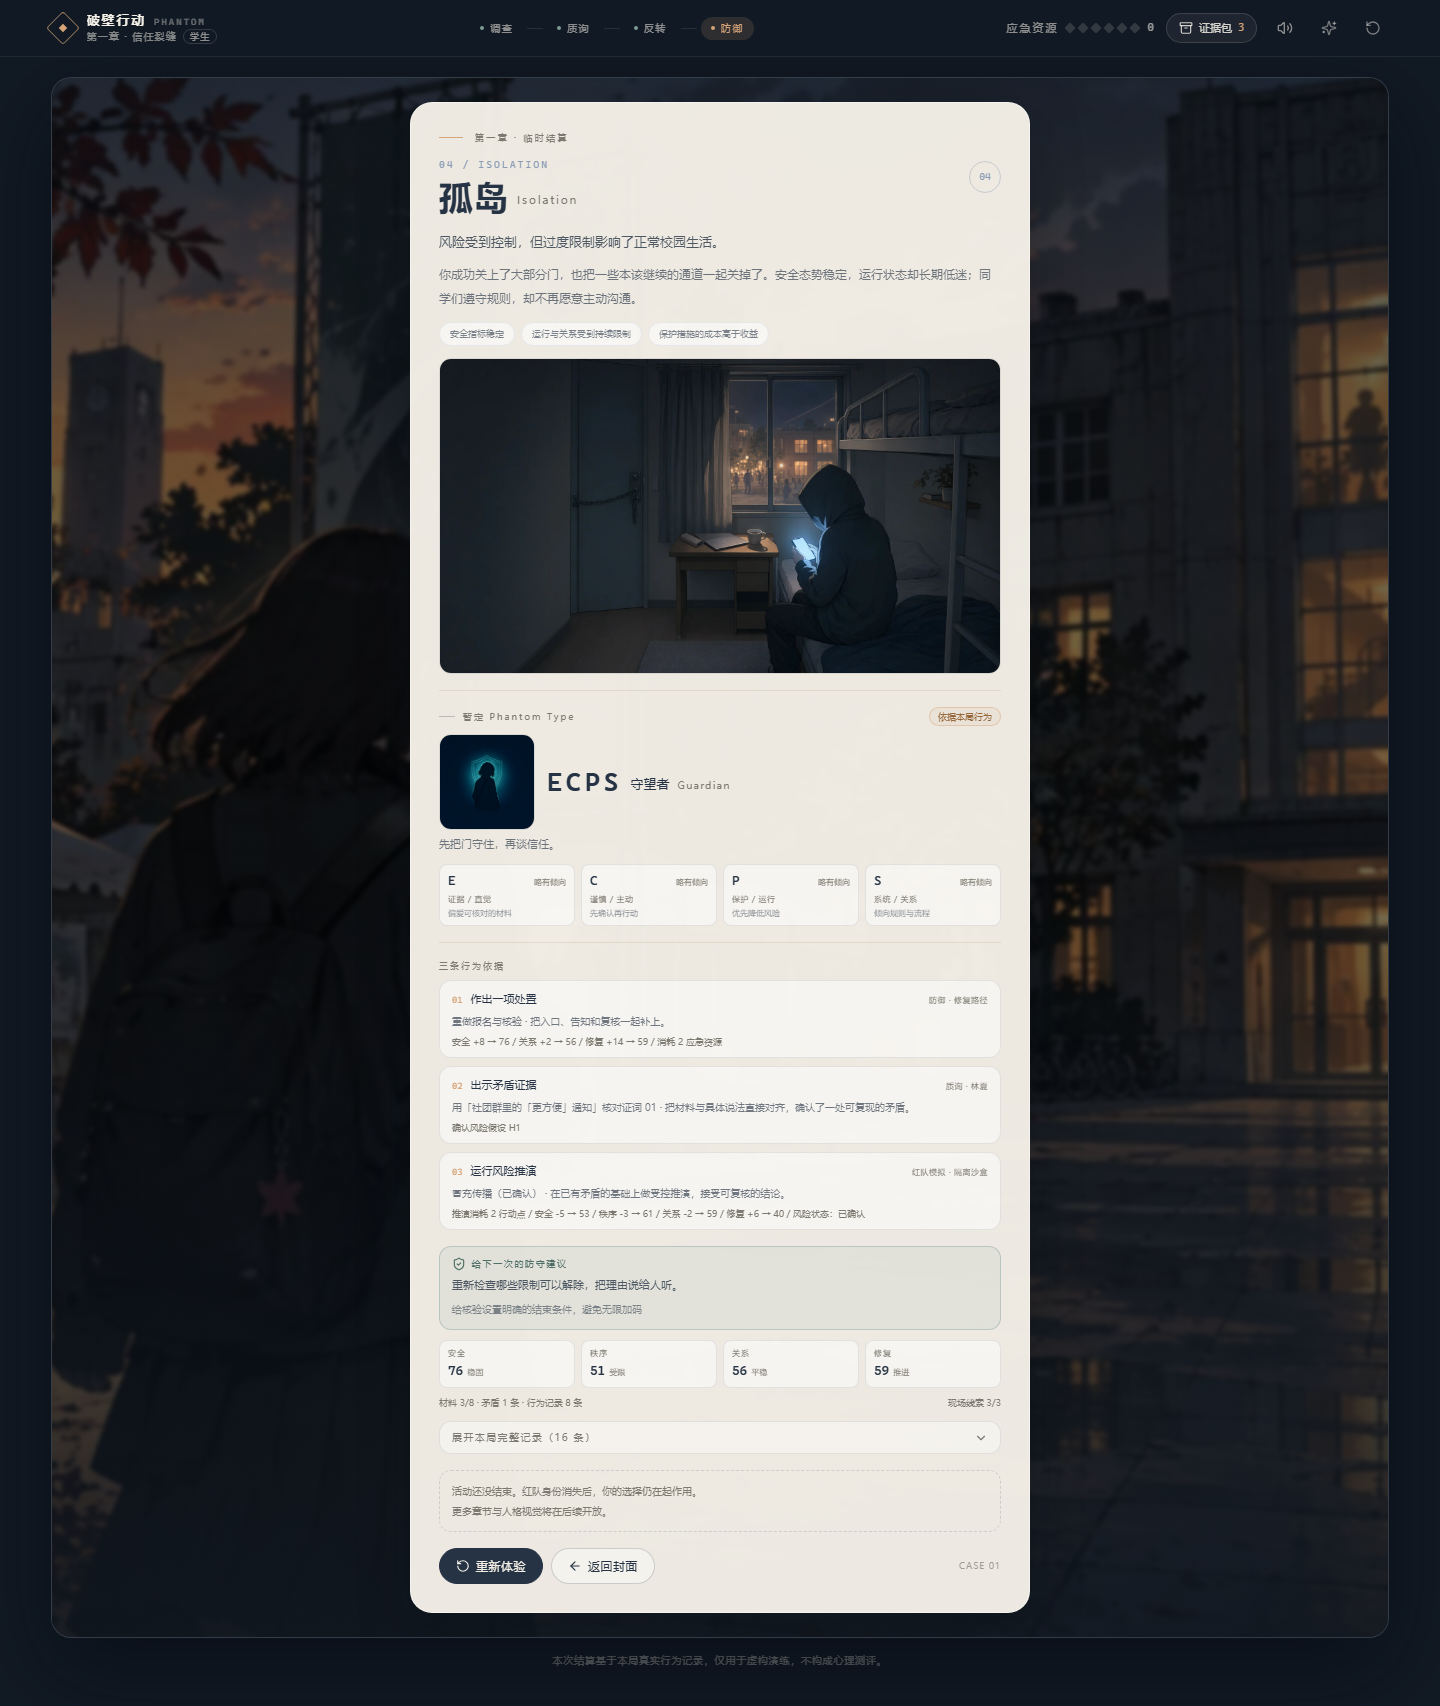 破壁行动 PHANTOM
第一章 · 信任裂缝 学生
调查
质询
反转
防御
应急资源 0
证据包 3
第一章 · 临时结算
04 / ISOLATION
04
孤岛 Isolation
风险受到控制，但过度限制影响了正常校园生活。
你成功关上了大部分门，也把一些本该继续的通道一起关掉了。安全态势稳定，运行状态却长期低迷；同
学们遵守规则，却不再愿意主动沟通。
安全指标稳定
运行与关系受到持续限制
保护措施的成本高于收益
暂定 Phantom Type
依据本局行为
ECPS 守望者 Guardian
先把门守住，再谈信任。
E 略有倾向
证据 / 直觉
偏爱可核对的材料
C 略有倾向
谨慎 / 主动
先确认再行动
P 略有倾向
保护 / 运行
优先降低风险
S 略有倾向
系统 / 关系
倾向规则与流程
三条行为依据
01 作出一项处置 防御 · 修复路径
重做报名与核验 · 把入口、告知和复核一起补上。
安全 +8 → 76 / 关系 +2 → 56 / 修复 +14 → 59 / 消耗 2 应急资源
02 出示矛盾证据 质询 · 林夏
用「社团群里的「更方便」通知」核对证词 01 · 把材料与具体说法直接对齐，确认了一处可复现的矛盾。
确认风险假设 H1
03 运行风险推演 红队模拟 · 隔离沙盒
冒充传播（已确认） · 在已有矛盾的基础上做受控推演，接受可复核的结论。
推演消耗 2 行动点 / 安全 -5 → 53 / 秩序 -3 → 61 / 关系 -2 → 59 / 修复 +6 → 40 / 风险状态：已确认
给下一次的防守建议
重新检查哪些限制可以解除，把理由说给人听。
给核验设置明确的结束条件，避免无限加码
安全
76 稳固
秩序
51 受限
关系
56 平稳
修复
59 推进
材料 3/8 · 矛盾 1 条 · 行为记录 8 条
现场线索 3/3
展开本局完整记录（16 条）
活动还没结束。红队身份消失后，你的选择仍在起作用。
更多章节与人格视觉将在后续开放。
重新体验
返回封面
CASE 01
本次结算基于本局真实行为记录，仅用于虚构演练，不构成心理测评。